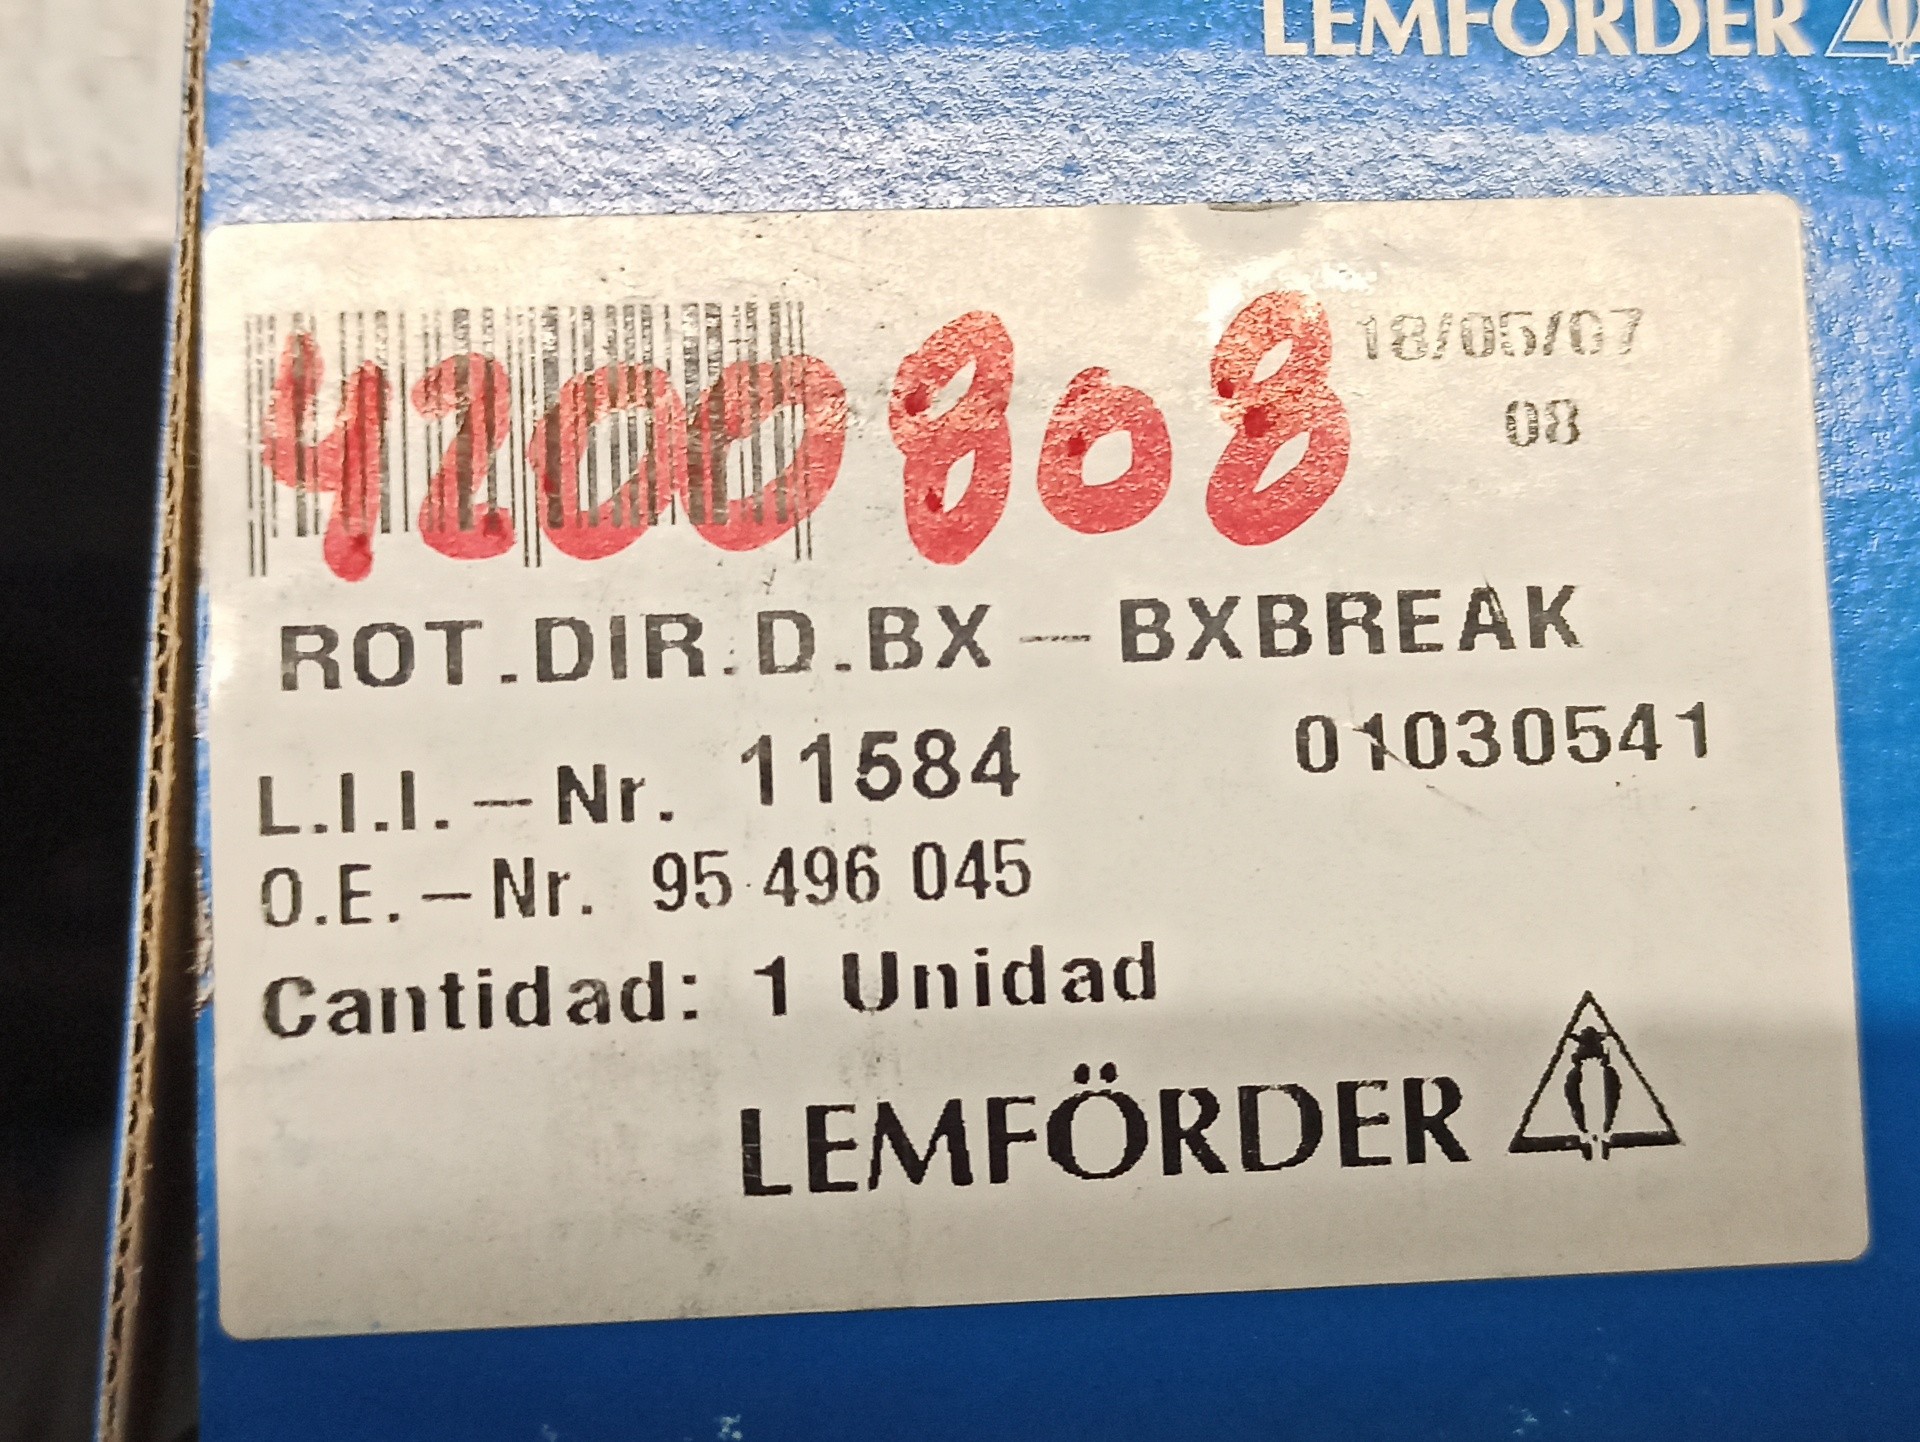 LEMFÖRDER
18/05/07
4200808
08
ROT.DIR.D.BX - BXBREAK
L.I.I. - Nr. 11584 01030541
O.E. - Nr. 95 496 045
Cantidad: 1 Unidad
LEMFÖRDER